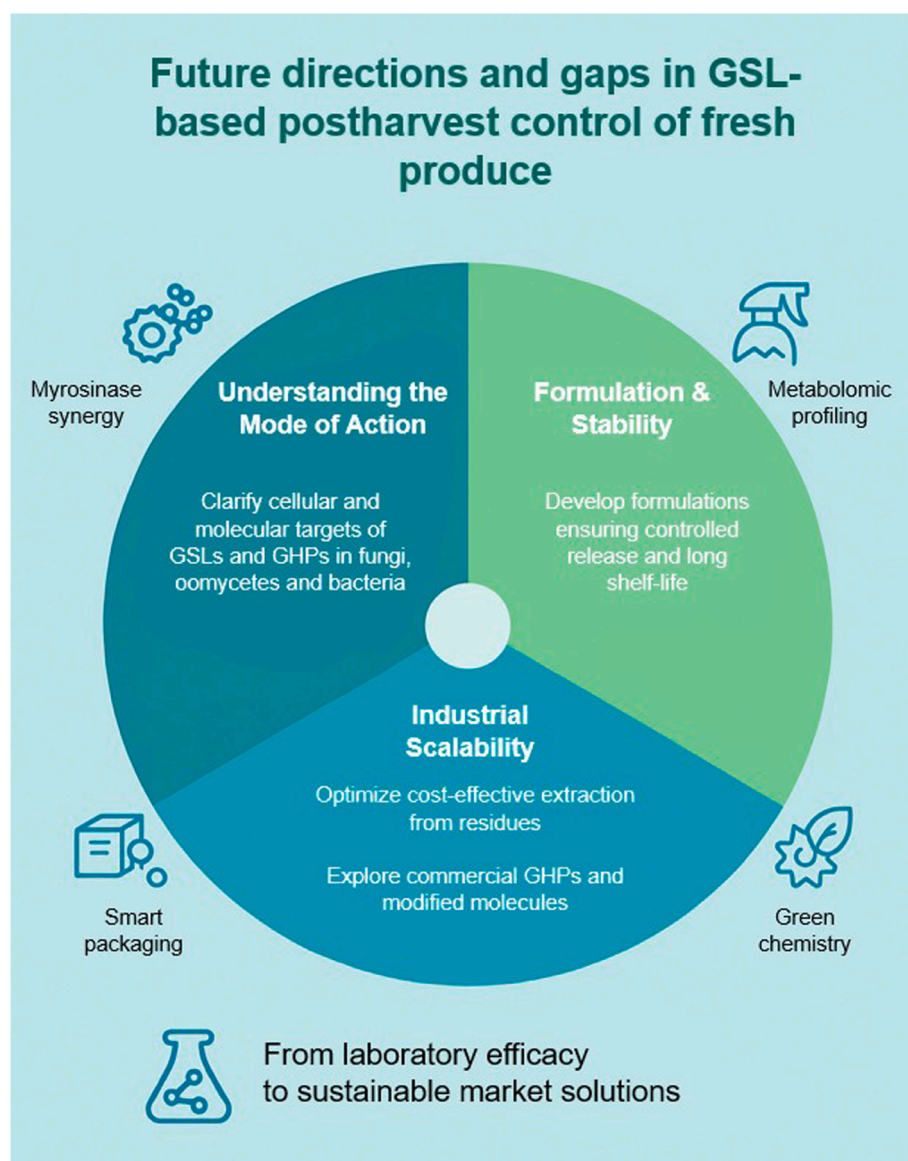 Future directions and gaps in GSL-
based postharvest control of fresh
produce
Myrosinase
synergy
Understanding the
Mode of Action
Clarify cellular and
molecular targets of
GSLs and GHPs in fungi,
oomycetes and bacteria
Formulation &
Stability
Develop formulations
ensuring controlled
release and long
shelf-life
Metabolomic
profiling
Industrial
Scalability
Optimize cost-effective extraction
from residues
Explore commercial GHPs and
modified molecules
Smart
packaging
Green
chemistry
From laboratory efficacy
to sustainable market solutions